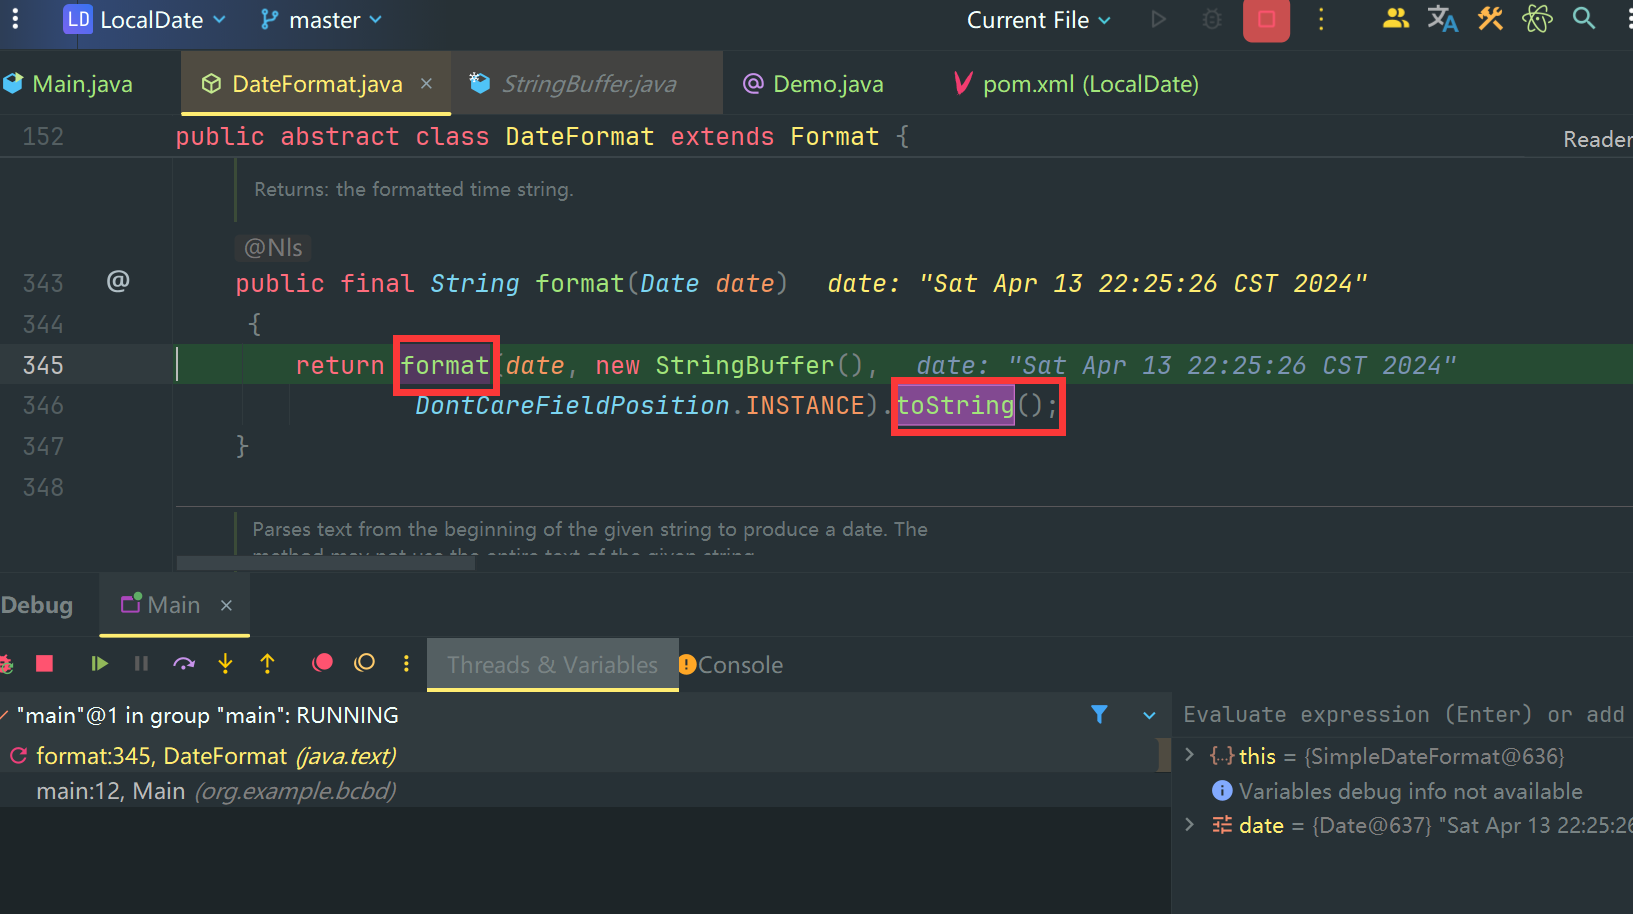 LD LocalDate master Current File
Main.java DateFormat.java StringBuffer.java Demo.java pom.xml (LocalDate)
152 public abstract class DateFormat extends Format { Reader
Returns: the formatted time string.
@Nls
343 @ public final String format(Date date) date: "Sat Apr 13 22:25:26 CST 2024"
344 {
345 return format(date, new StringBuffer(), date: "Sat Apr 13 22:25:26 CST 2024"
346 DontCareFieldPosition.INSTANCE).toString();
347 }
348
Parses text from the beginning of the given string to produce a date. The
method may not use the entire text of the given string.
Debug Main
Threads & Variables Console
"main"@1 in group "main": RUNNING
Evaluate expression (Enter) or add
format:345, DateFormat (java.text)
this = {SimpleDateFormat@636}
main:12, Main (org.example.bcbd)
Variables debug info not available
date = {Date@637} "Sat Apr 13 22:25:26